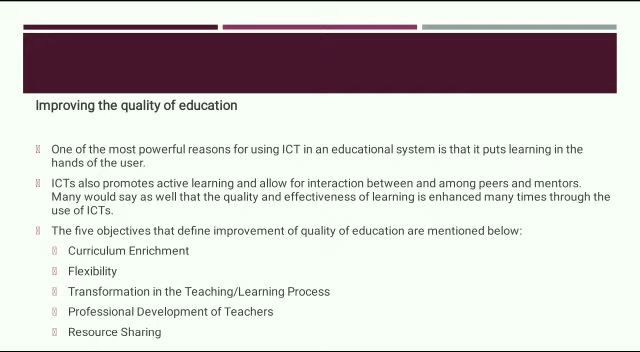 Improving the quality of education
One of the most powerful reasons for using ICT in an educational system is that it puts learning in the
hands of the user.
ICTs also promotes active learning and allow for interaction between and among peers and mentors.
Many would say as well that the quality and effectiveness of learning is enhanced many times through the
use of ICTs.
The five objectives that define improvement of quality of education are mentioned below:
Curriculum Enrichment
Flexibility
Transformation in the Teaching/Learning Process
Professional Development of Teachers
Resource Sharing